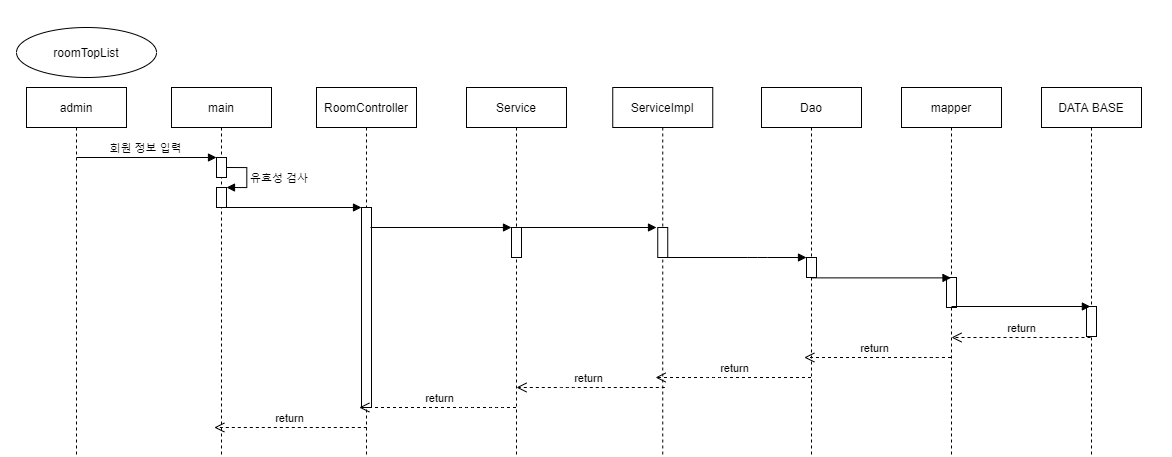 roomTopList
admin
main
RoomController
Service
ServiceImpl
Dao
mapper
DATA BASE
회원 정보 입력
유효성 검사
return
return
return
return
return
return